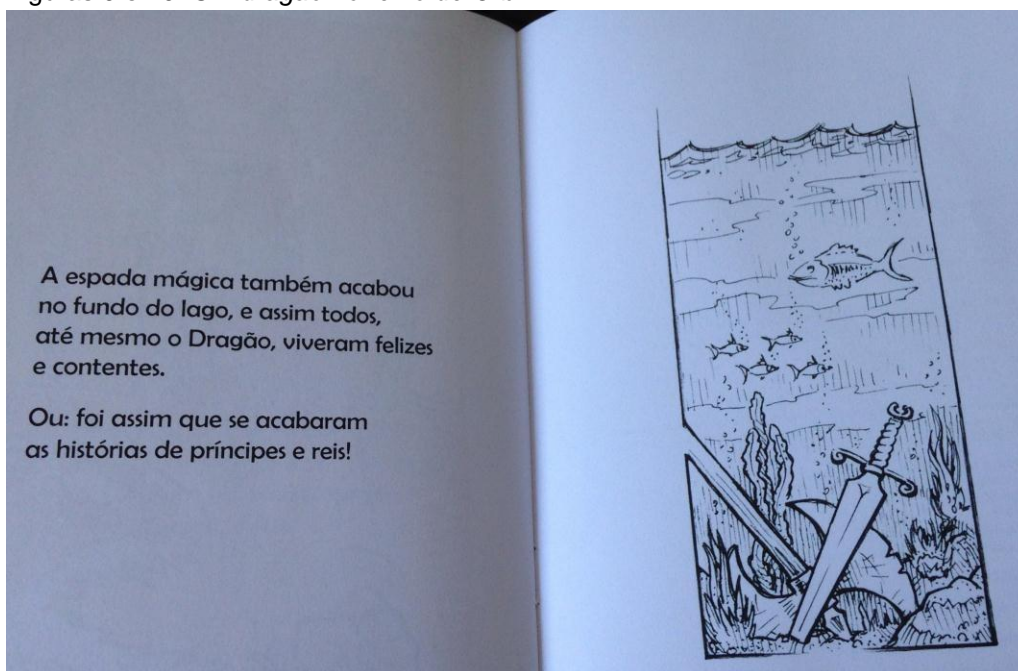 A espada mágica também acabou
no fundo do lago, e assim todos,
até mesmo o Dragão, viveram felizes
e contentes.
Ou: foi assim que se acabaram
as histórias de príncipes e reis!